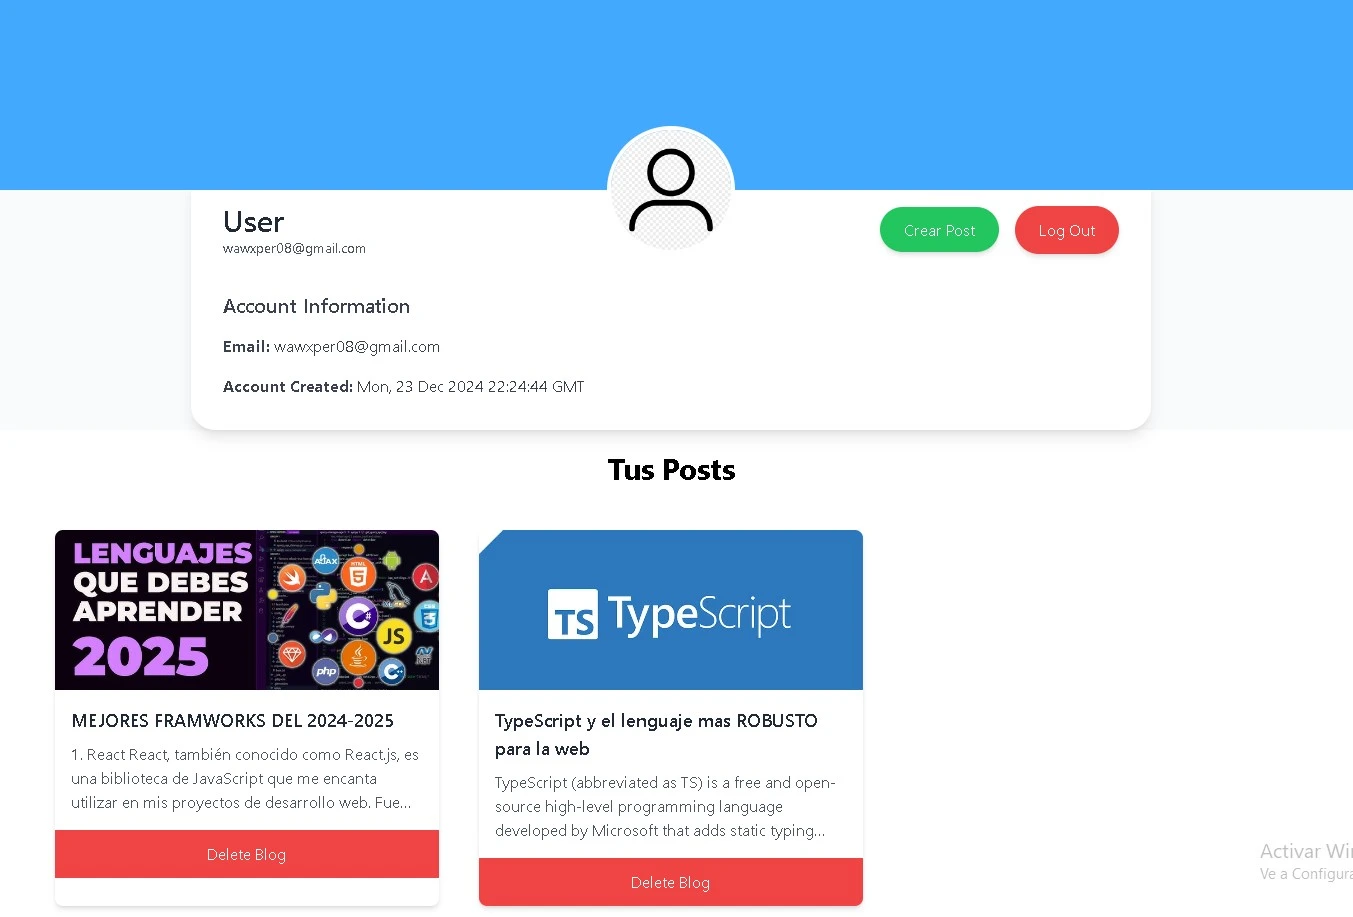 User
wawxper08@gmail.com
Crear Post
Log Out
Account Information
Email: wawxper08@gmail.com
Account Created: Mon, 23 Dec 2024 22:24:44 GMT
Tus Posts
LENGUAJES
QUE DEBES
APRENDER
2025
AJAX
HTML
A
C#
CSS
JS
php
C++
.NET
TS TypeScript
MEJORES FRAMWORKS DEL 2024-2025
1. React React, también conocido como React.js, es
una biblioteca de JavaScript que me encanta
utilizar en mis proyectos de desarrollo web. Fue...
Delete Blog
TypeScript y el lenguaje mas ROBUSTO
para la web
TypeScript (abbreviated as TS) is a free and open-
source high-level programming language
developed by Microsoft that adds static typing...
Delete Blog
Activar Win
Ve a Configura